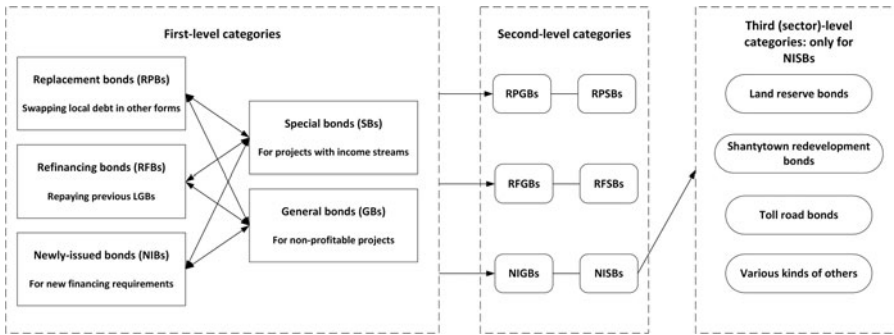 First-level categories
Replacement bonds (RPBs)
Swapping local debt in other forms
Refinancing bonds (RFBs)
Repaying previous LGBs
Newly-issued bonds (NIBs)
For new financing requirements
Special bonds (SBs)
For projects with income streams
General bonds (GBs)
For non-profitable projects
Second-level categories
RPGBs
RPSBs
RFGBs
RFSBs
NIGBs
NISBs
Third (sector)-level
categories: only for
NISBs
Land reserve bonds
Shantytown redevelopment
bonds
Toll road bonds
Various kinds of others